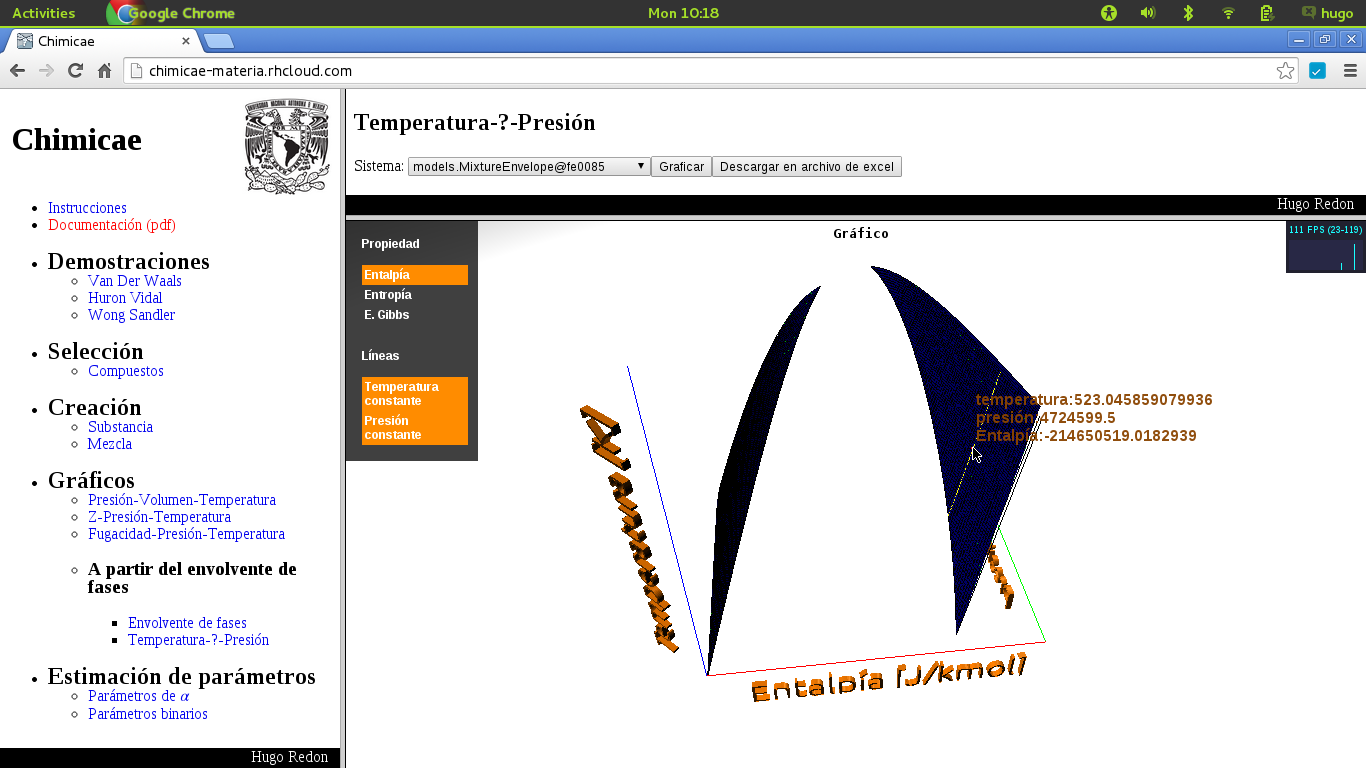 Activities
Google Chrome
Mon 10:18
hugo
Chimicae
chimicae-materia.rhcloud.com
Chimicae
Instrucciones
Documentación (pdf)
Demostraciones
Van Der Waals
Huron Vidal
Wong Sandler
Selección
Compuestos
Creación
Substancia
Mezcla
Gráficos
Presión-Volumen-Temperatura
Z-Presión-Temperatura
Fugacidad-Presión-Temperatura
A partir del envolvente de
fases
Envolvente de fases
Temperatura-?-Presión
Estimación de parámetros
Parámetros de α
Parámetros binarios
Hugo Redon
Temperatura-?-Presión
Sistema: models.MixtureEnvelope@fe0085 Graficar Descargar en archivo de excel
Hugo Redon
Propiedad
Entalpía
Entropía
E. Gibbs
Líneas
Temperatura
constante
Presión
constante
Gráfico
111 FPS (23-119)
temperatura:523.045859079936
presión:4724599.5
Entalpía:-214650519.0182939
Entalpía [J/kmol]